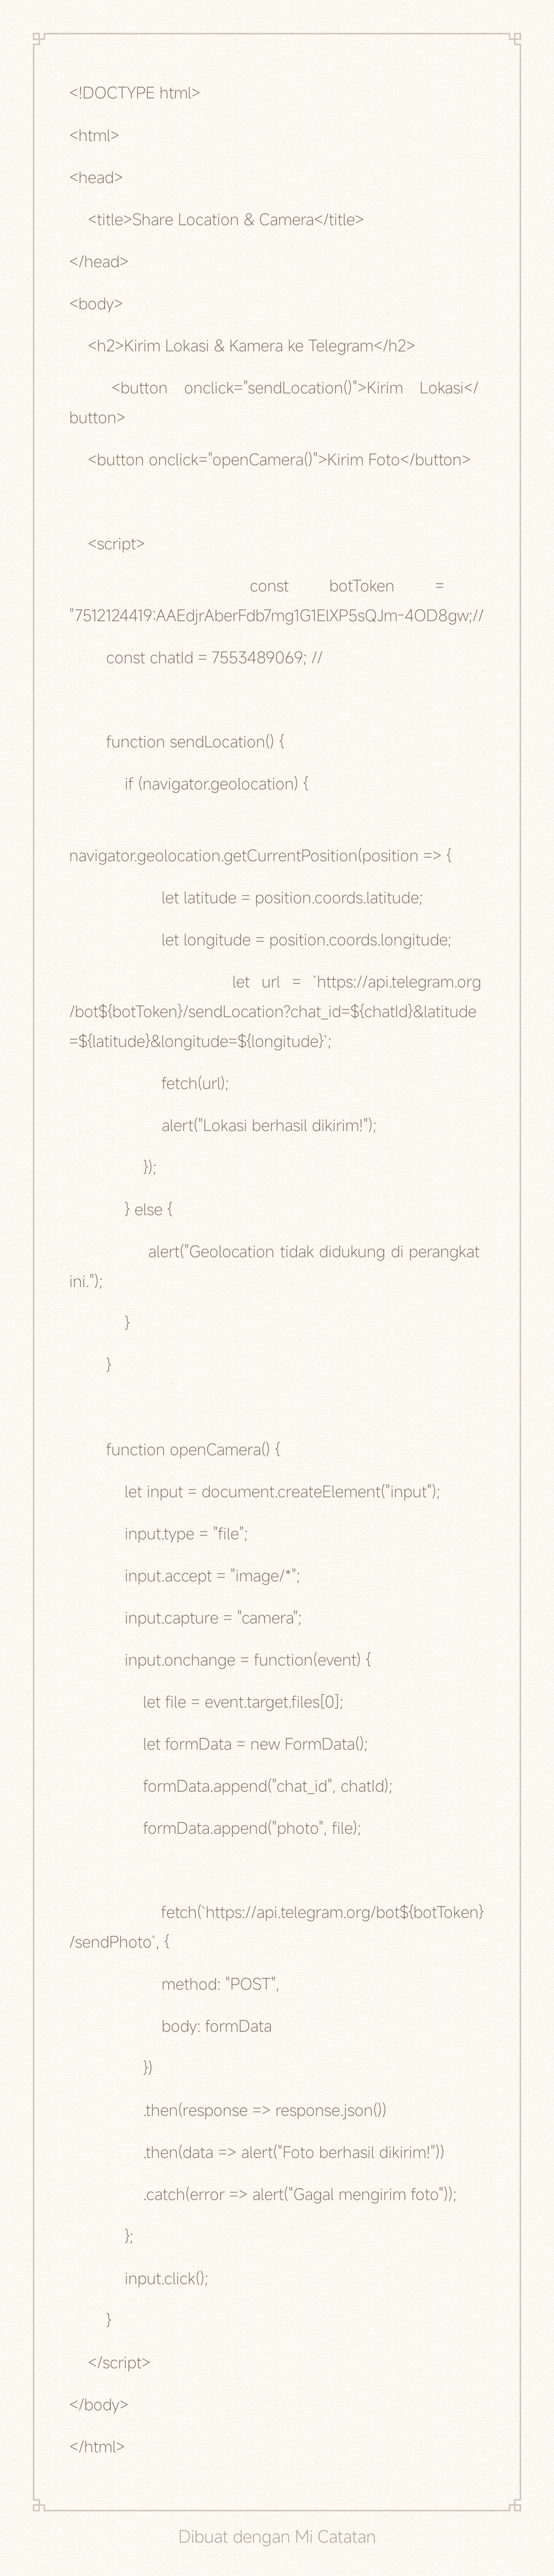 <!DOCTYPE html>
<html>
<head>
<title>Share Location & Camera</title>
</head>
<body>
<h2>Kirim Lokasi & Kamera ke Telegram</h2>
<button onclick="sendLocation()">Kirim Lokasi</
button>
<button onclick="openCamera()">Kirim Foto</button>
<script>
const botToken =
"7512124419:AAEdjrAberFdb7mg1G1ElXP5sQJm-4OD8gw;//
const chatId = 7553489069; //
function sendLocation() {
if (navigator.geolocation) {
navigator.geolocation.getCurrentPosition(position => {
let latitude = position.coords.latitude;
let longitude = position.coords.longitude;
let url = `https://api.telegram.org
/bot${botToken}/sendLocation?chat_id=${chatId}&latitude
=${latitude}&longitude=${longitude}`;
fetch(url);
alert("Lokasi berhasil dikirim!");
});
} else {
alert("Geolocation tidak didukung di perangkat
ini.");
}
}
function openCamera() {
let input = document.createElement("input");
input.type = "file";
input.accept = "image/*";
input.capture = "camera";
input.onchange = function(event) {
let file = event.target.files[0];
let formData = new FormData();
formData.append("chat_id", chatId);
formData.append("photo", file);
fetch(`https://api.telegram.org/bot${botToken}
/sendPhoto`, {
method: "POST",
body: formData
})
.then(response => response.json())
.then(data => alert("Foto berhasil dikirim!"))
.catch(error => alert("Gagal mengirim foto"));
};
input.click();
}
</script>
</body>
</html>
Dibuat dengan Mi Catatan